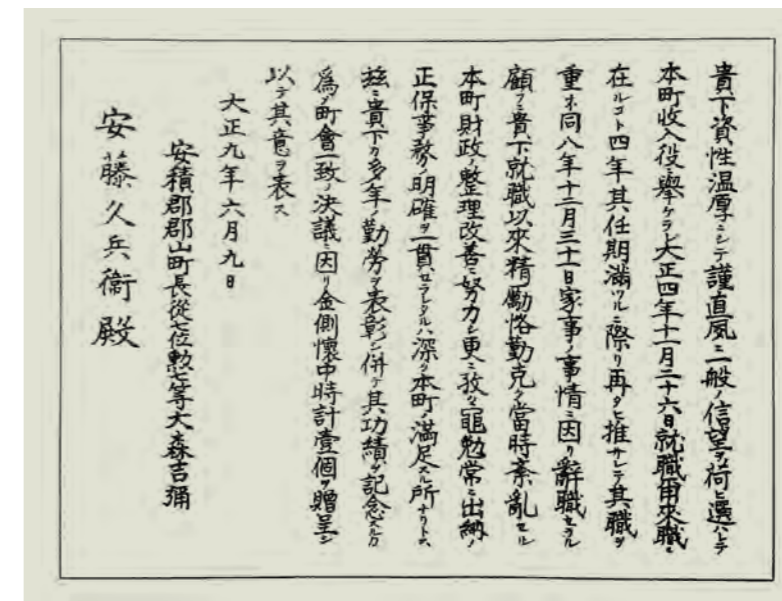 貴下資性温厚ニシテ謹直夙ニ一般ノ信望ヲ荷ヒ選ハレテ
本町收入役ニ擧ケラレ大正四年十一月二十六日就職爾來職ニ
在ルコト四年其任期滿ツルニ際リ再タヒ推サレテ其職ヲ
重ネ同八年十二月三十一日家事ノ事情ニ因リ辭職セラル
顧フニ貴下就職以來精勵恪勤克ク當時紊亂セル
本町財政ノ整理改善ニ努力シ更ニ孜々黽勉常ニ出納ノ
正保事務ノ明確ヲ一貫セラレタルハ深ク本町ノ滿足スル所ナリトス
玆ニ貴下カ多年ノ勤勞ヲ表彰シ併テ其功績ヲ記念スルカ
爲メ町會一致ノ決議ニ因リ金側懷中時計壹個ヲ贈呈シ
以テ其意ヲ表ス
大正九年六月九日
安積郡郡山町長從七位勲七等大森吉彌
安藤久兵衞殿